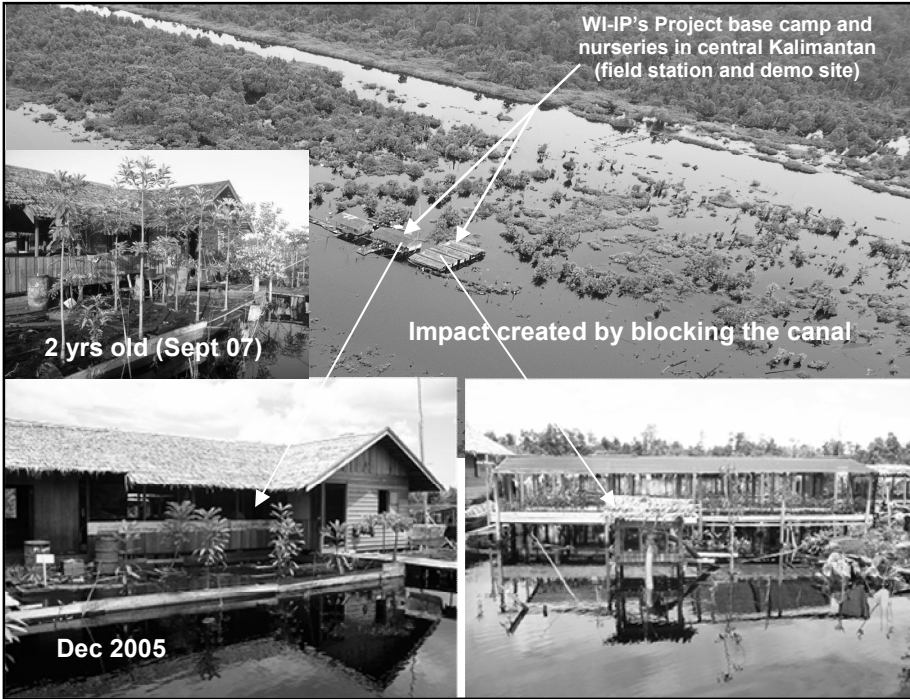 WI-IP's Project base camp and
nurseries in central Kalimantan
(field station and demo site)
Impact created by blocking the canal
2 yrs old (Sept 07)
Dec 2005